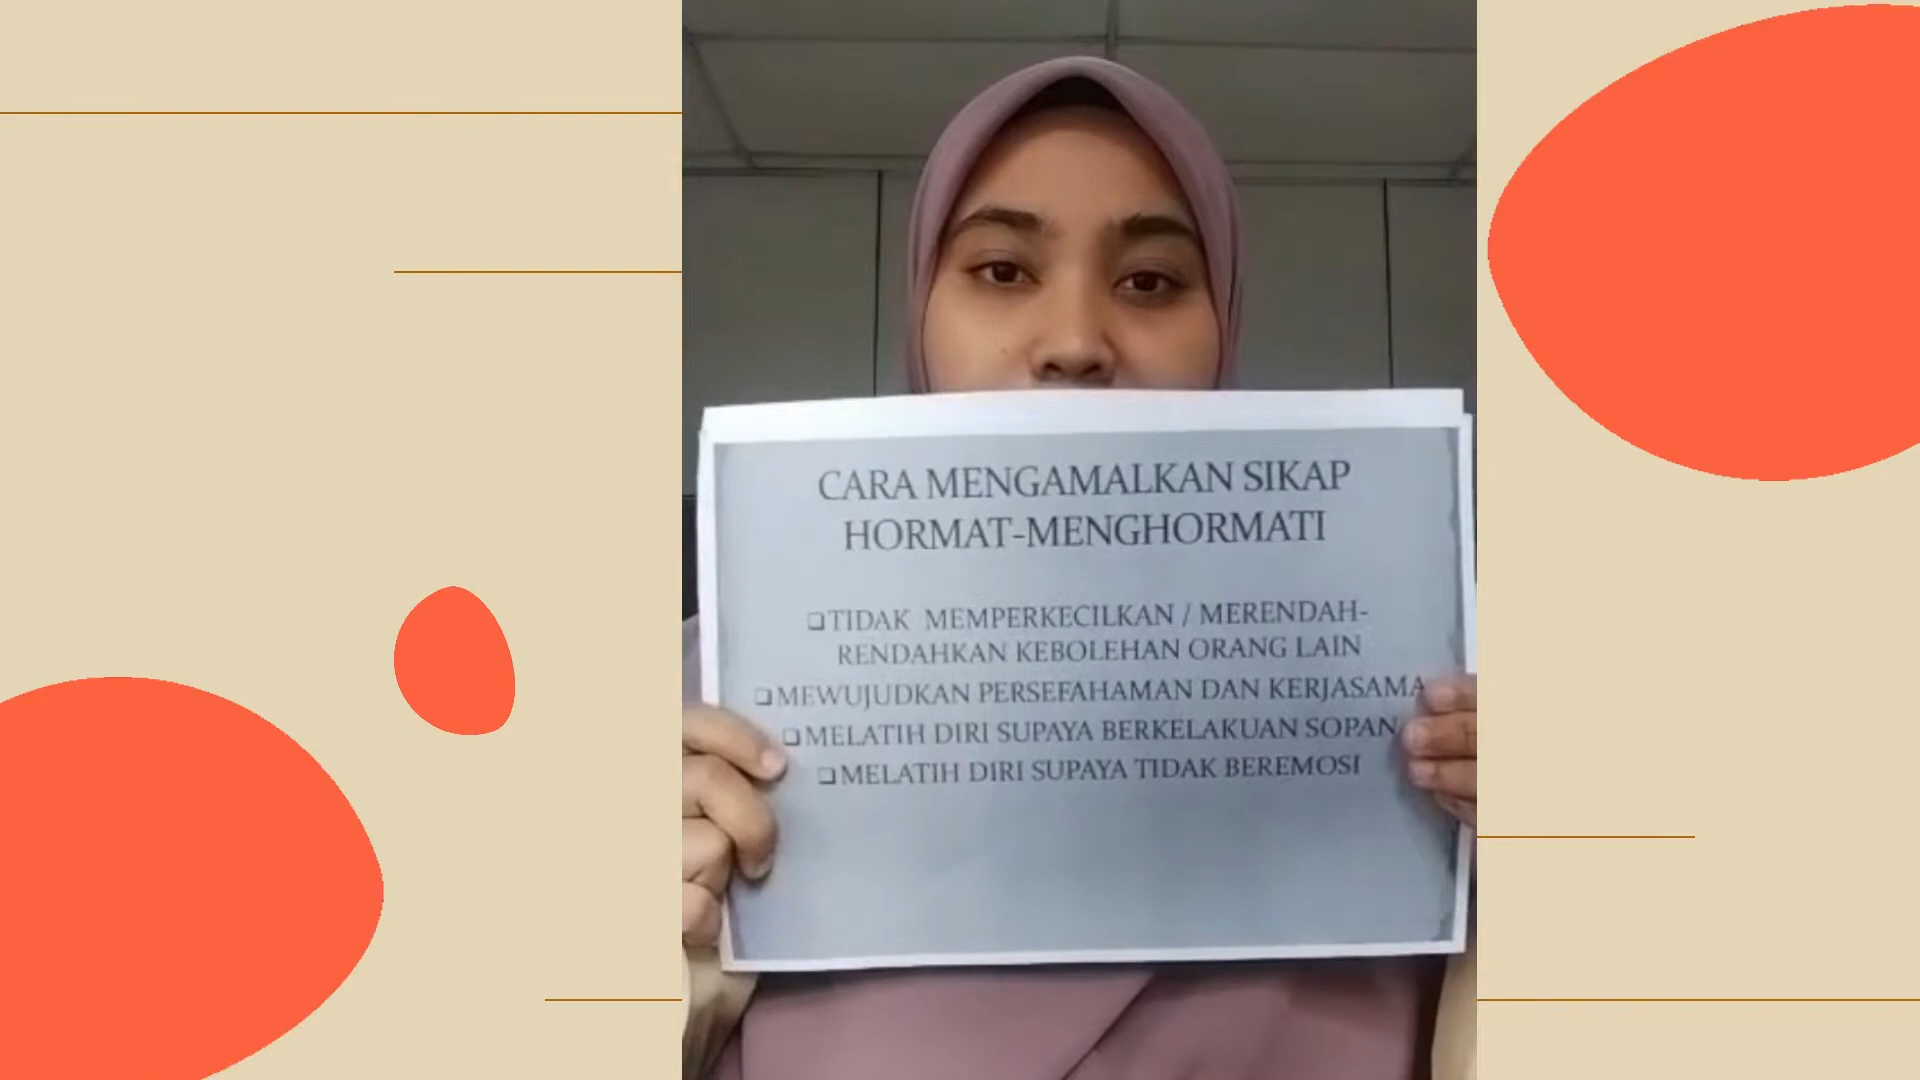 CARA MENGAMALKAN SIKAP
HORMAT-MENGHORMATI
❑TIDAK MEMPERKECILKAN / MERENDAH-
RENDAHKAN KEBOLEHAN ORANG LAIN
❑MEWUJUDKAN PERSEFAHAMAN DAN KERJASAMA
❑MELATIH DIRI SUPAYA BERKELAKUAN SOPAN
❑MELATIH DIRI SUPAYA TIDAK BEREMOSI